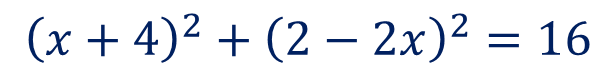 (x + 4)² + (2 − 2x)² = 16